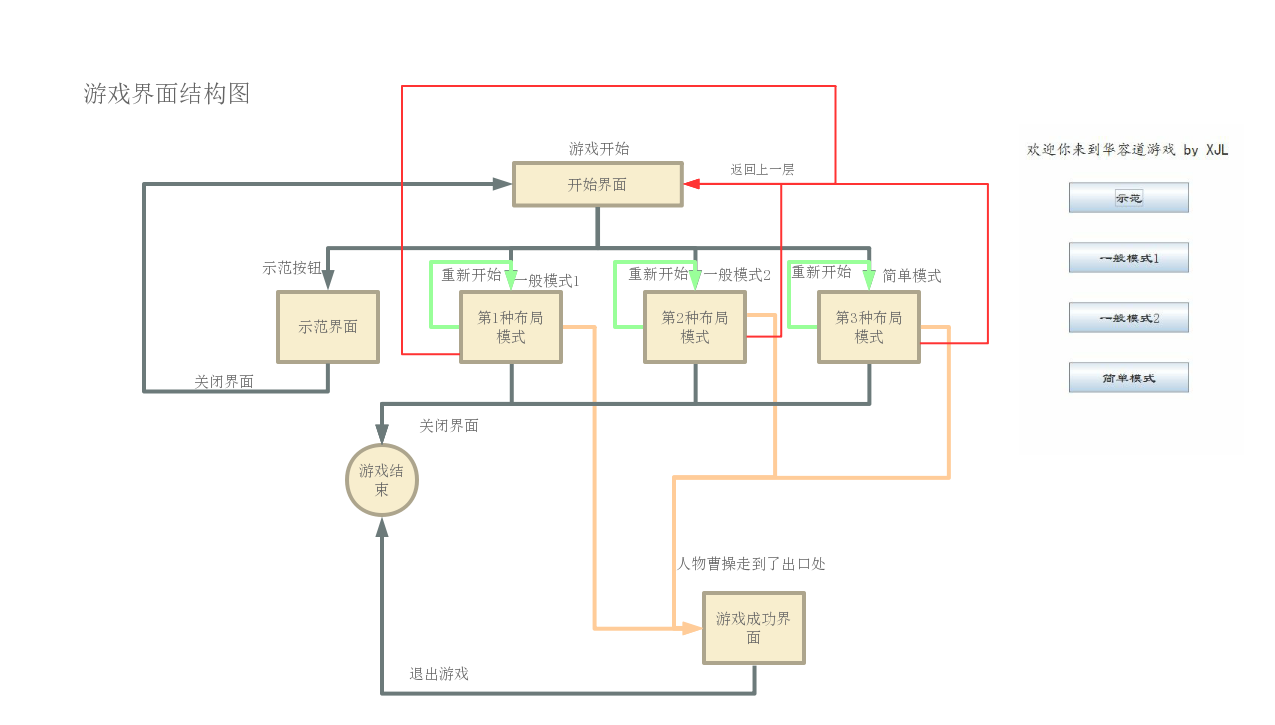 游戏界面结构图
游戏开始
开始界面
返回上一层
欢迎你来到华容道游戏 by XJL
示范
一般模式1
一般模式2
简单模式
示范按钮
重新开始
一般模式1
重新开始
一般模式2
重新开始
简单模式
示范界面
第1种布局
模式
第2种布局
模式
第3种布局
模式
关闭界面
关闭界面
游戏结
束
人物曹操走到了出口处
游戏成功界
面
退出游戏